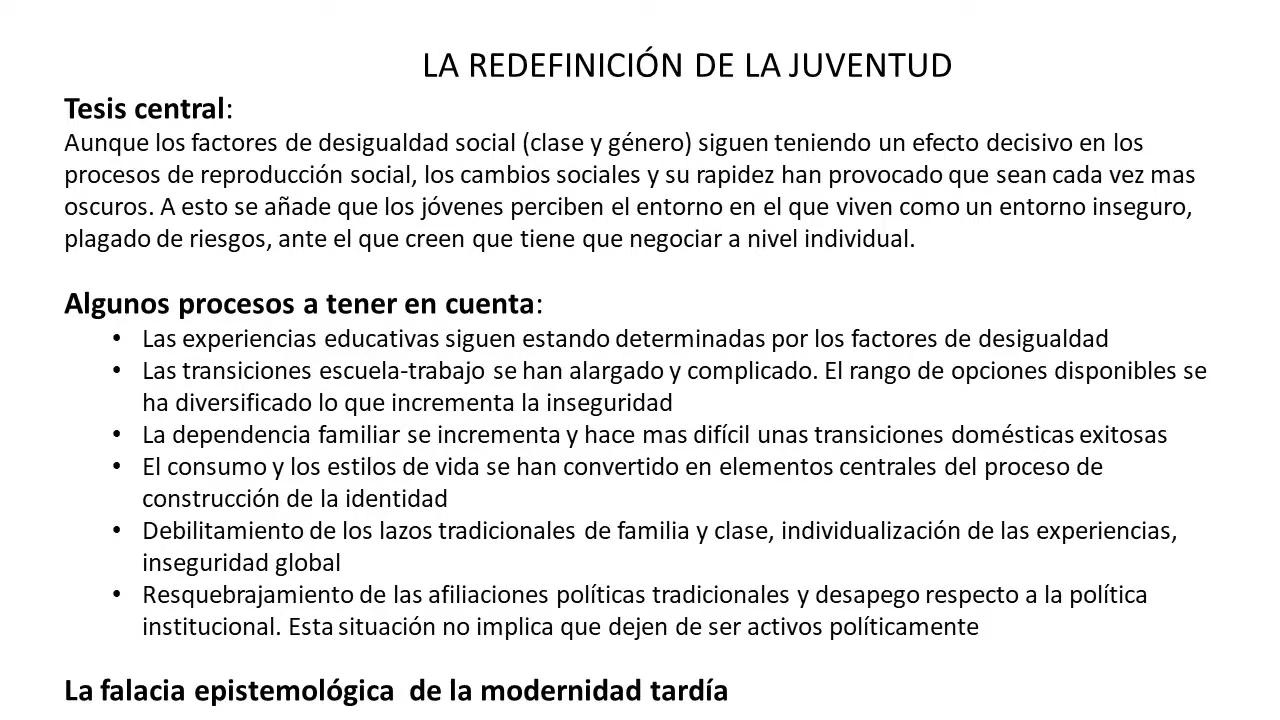 LA REDEFINICIÓN DE LA JUVENTUD
Tesis central:
Aunque los factores de desigualdad social (clase y género) siguen teniendo un efecto decisivo en los
procesos de reproducción social, los cambios sociales y su rapidez han provocado que sean cada vez mas
oscuros. A esto se añade que los jóvenes perciben el entorno en el que viven como un entorno inseguro,
plagado de riesgos, ante el que creen que tiene que negociar a nivel individual.
Algunos procesos a tener en cuenta:
• Las experiencias educativas siguen estando determinadas por los factores de desigualdad
• Las transiciones escuela-trabajo se han alargado y complicado. El rango de opciones disponibles se
ha diversificado lo que incrementa la inseguridad
• La dependencia familiar se incrementa y hace mas difícil unas transiciones domésticas exitosas
• El consumo y los estilos de vida se han convertido en elementos centrales del proceso de
construcción de la identidad
• Debilitamiento de los lazos tradicionales de familia y clase, individualización de las experiencias,
inseguridad global
• Resquebrajamiento de las afiliaciones políticas tradicionales y desapego respecto a la política
institucional. Esta situación no implica que dejen de ser activos políticamente
La falacia epistemológica de la modernidad tardía